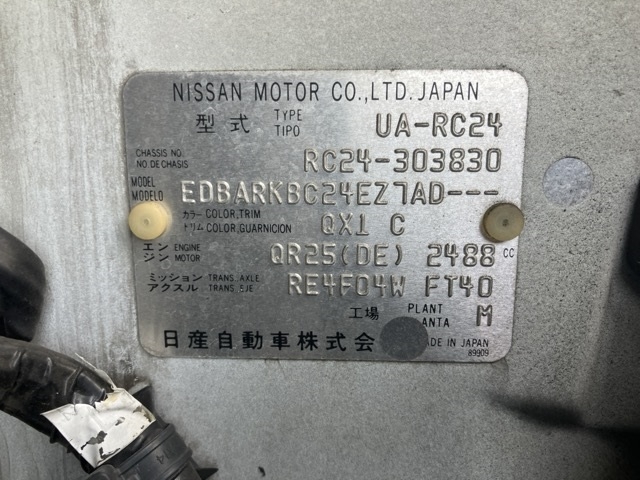 NISSAN MOTOR CO.,LTD.JAPAN
型式 TYPE TIPO UA-RC24
CHASSIS NO. NO.DE CHASIS RC24-303830
MODEL MODELO EDBARKBC24EZ7AD---
カラー COLOR,TRIM
トリム COLOR,GUARNICION QX1 C
エンジン ENGINE MOTOR QR25(DE) 2488 CC
ミッション TRANS. AXLE
アクスル TRANS. EJE RE4F04W FT40
工場 PLANT M
日産自動車株式会
IN JAPAN
89909